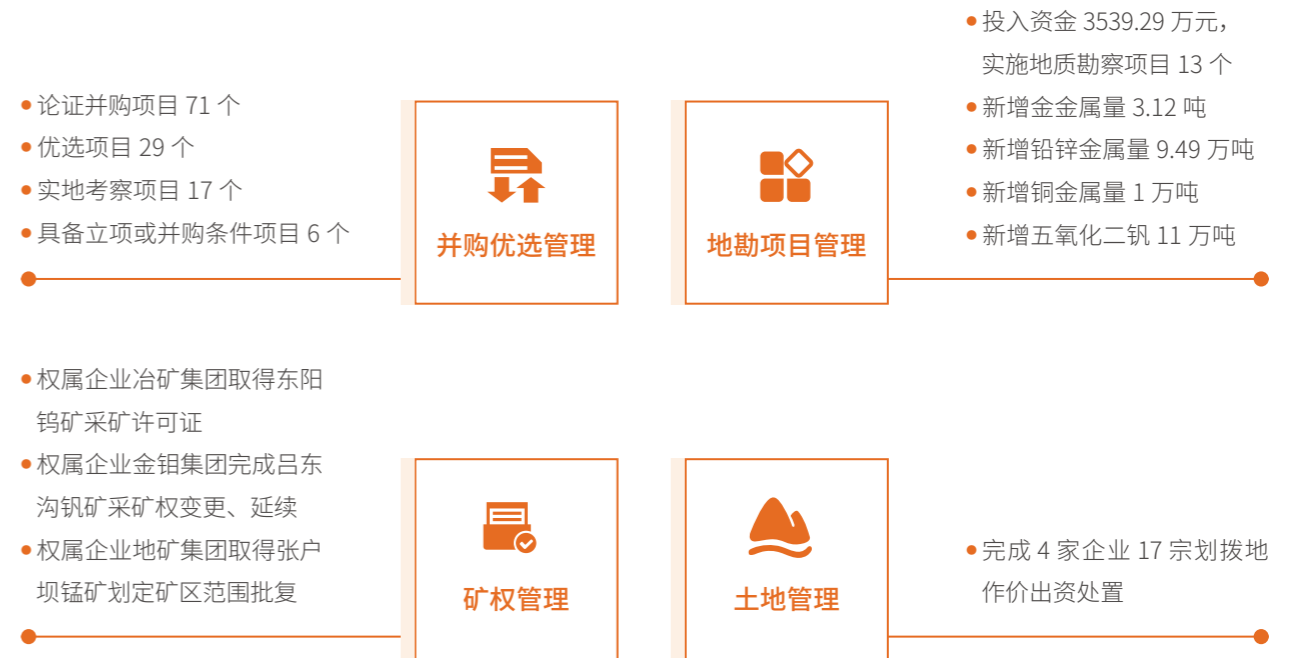 论证并购项目 71 个
优选项目 29 个
实地考察项目 17 个
具备立项或并购条件项目 6 个
并购优选管理
地勘项目管理
投入资金 3539.29 万元，
实施地质勘察项目 13 个
新增金金属量 3.12 吨
新增铅锌金属量 9.49 万吨
新增铜金属量 1 万吨
新增五氧化二钒 11 万吨
权属企业冶矿集团取得东阳
钨矿采矿许可证
权属企业金钼集团完成吕东
沟钒矿采矿权变更、延续
权属企业地矿集团取得张户
坝锰矿划定矿区范围批复
矿权管理
土地管理
完成 4 家企业 17 宗划拨地
作价出资处置